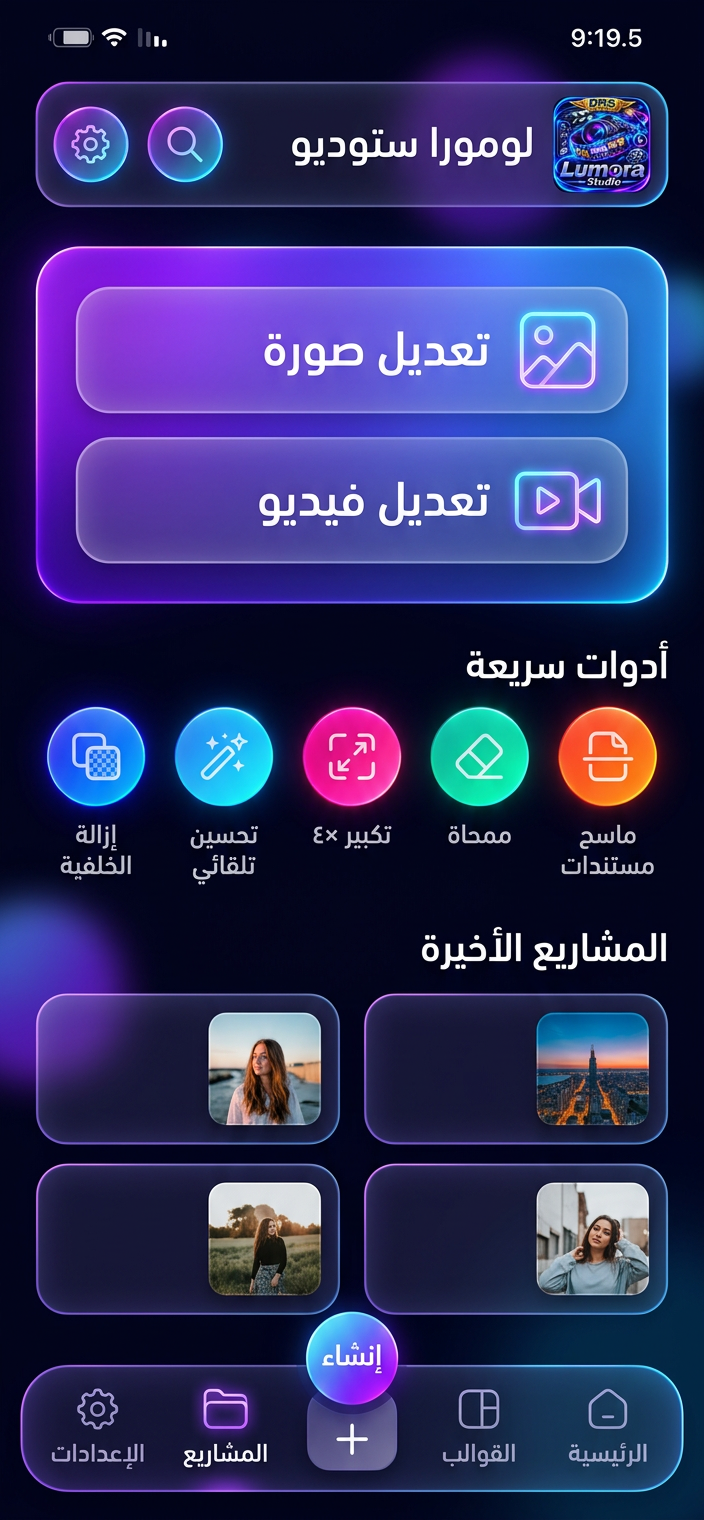 9:19.5
لومورا ستوديو
DMS
Lumora
Studio
تعديل صورة
تعديل فيديو
أدوات سريعة
ماسح
مستندات
ممحاة
تكبير ×٤
تحسين
تلقائي
إزالة
الخلفية
المشاريع الأخيرة
إنشاء
الرئيسية
القوالب
المشاريع
الإعدادات